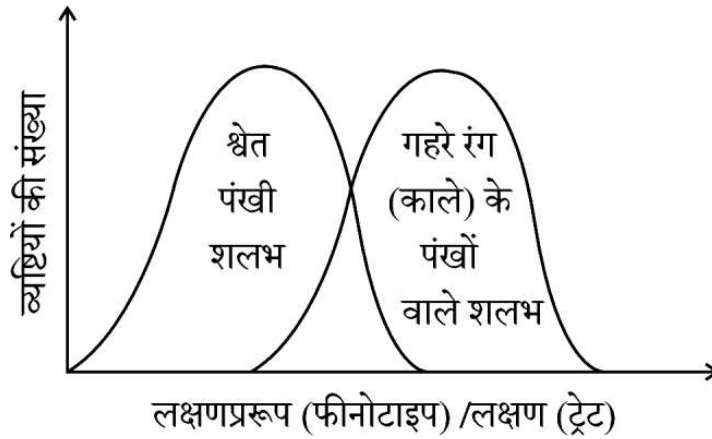 व्यष्टियों की संख्या
श्वेत
पंखी
शलभ
गहरे रंग
(काले) के
पंखों
वाले शलभ
लक्षणप्ररूप (फीनोटाइप) /लक्षण (ट्रेट)